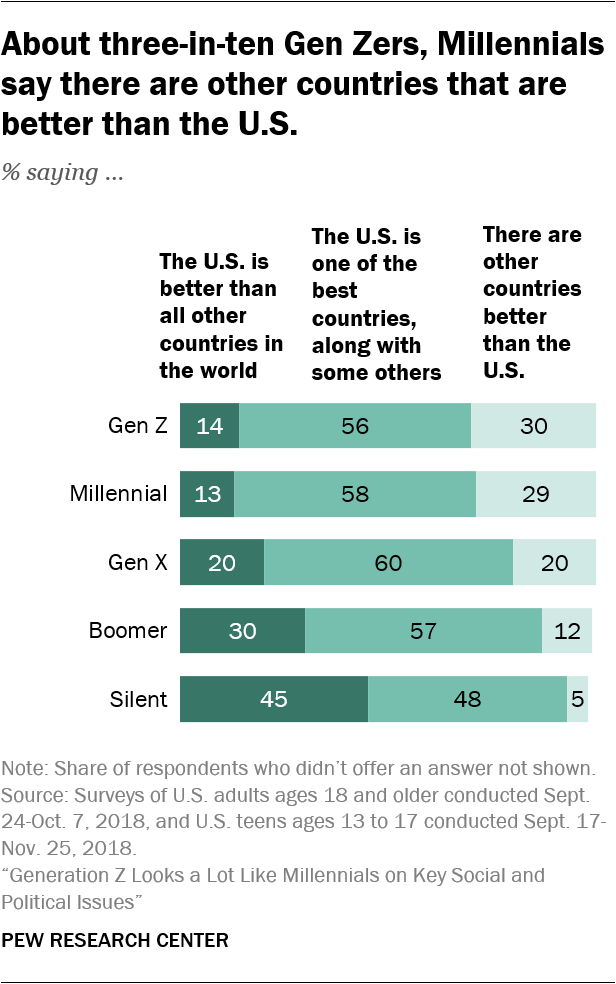 About three-in-ten Gen Zers, Millennials
say there are other countries that are
better than the U.S.
% saying ...
The U.S. is
better than
all other
countries in
the world
The U.S. is
one of the
best
countries,
along with
some others
There are
other
countries
better
than the
U.S.
Gen Z 14 56 30
Millennial 13 58 29
Gen X 20 60 20
Boomer 30 57 12
Silent 45 48 5
Note: Share of respondents who didn’t offer an answer not shown.
Source: Surveys of U.S. adults ages 18 and older conducted Sept.
24-Oct. 7, 2018, and U.S. teens ages 13 to 17 conducted Sept. 17-
Nov. 25, 2018.
“Generation Z Looks a Lot Like Millennials on Key Social and
Political Issues”
PEW RESEARCH CENTER